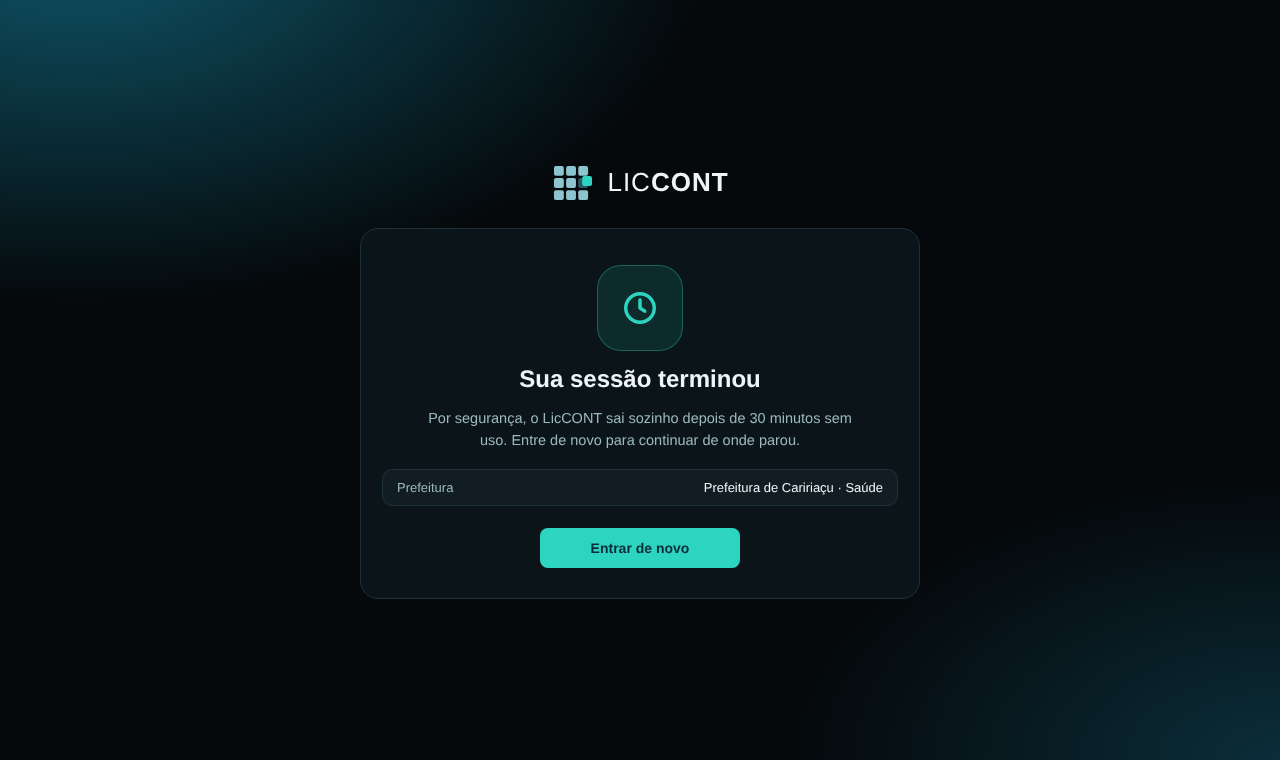 LICCONT
Sua sessão terminou
Por segurança, o LicCONT sai sozinho depois de 30 minutos sem
uso. Entre de novo para continuar de onde parou.
Prefeitura Prefeitura de Caririaçu · Saúde
Entrar de novo